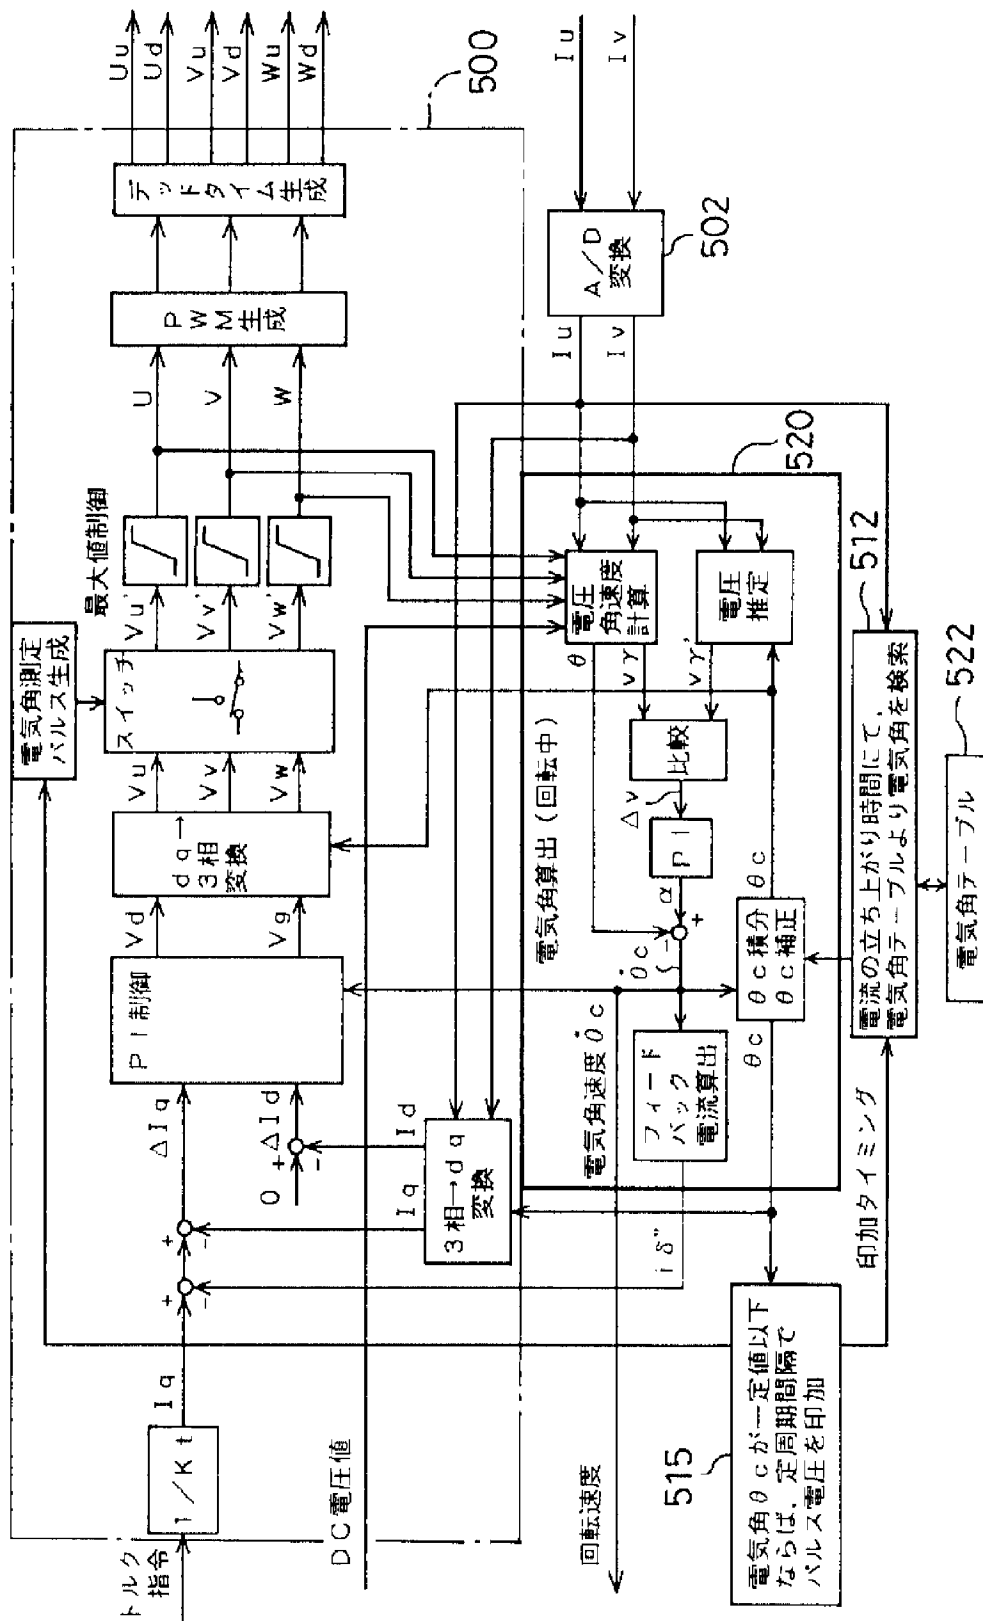 トルク
指令
1/Kt
Iq
+
-
+
-
ΔIq
0
+
-
ΔId
PI制御
Vd
Vg
dq→
3相
変換
Vu
Vv
Vw
電気角測定
パルス生成
スイッチ
Vu'
Vv'
Vw'
最大値制御
U
V
W
PWM生成
デッドタイム生成
Uu
Ud
Vu
Vd
Wu
Wd
500
DC電圧値
Iq
Id
3相→dq
変換
iδ"
Iu
Iv
A/D
変換
502
Iu
Iv
回転速度
電気角速度θ̇c
電気角算出(回転中)
520
フィード
バック
電流算出
θ̇c
-
+
α
PI
Δv
比較
θ
vγ
vγ'
電圧
角速度
計算
電圧
推定
θc
θc積分
θc補正
θc
515
電気角θcが一定値以下
ならば、定周期間隔で
パルス電圧を印加
印加タイミング
電流の立ち上がり時間にて、
電気角テーブルより電気角を検索
512
電気角テーブル
522